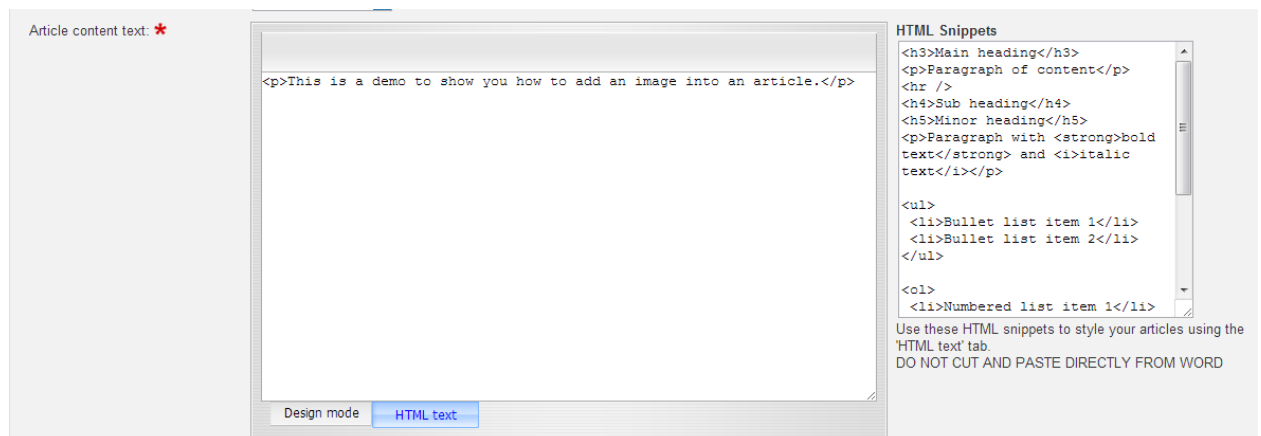 Article content text: *
<p>This is a demo to show you how to add an image into an article.</p>
Design mode
HTML text
HTML Snippets
<h3>Main heading</h3>
<p>Paragraph of content</p>
<hr />
<h4>Sub heading</h4>
<h5>Minor heading</h5>
<p>Paragraph with <strong>bold
text</strong> and <i>italic
text</i></p>
<ul>
<li>Bullet list item 1</li>
<li>Bullet list item 2</li>
</ul>
<ol>
<li>Numbered list item 1</li>
Use these HTML snippets to style your articles using the
'HTML text' tab.
DO NOT CUT AND PASTE DIRECTLY FROM WORD